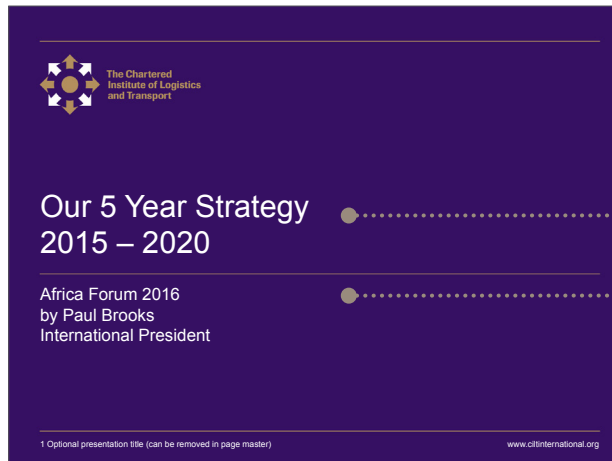 The Chartered
Institute of Logistics
and Transport
Our 5 Year Strategy
2015 – 2020
Africa Forum 2016
by Paul Brooks
International President
1 Optional presentation title (can be removed in page master)
www.ciltinternational.org